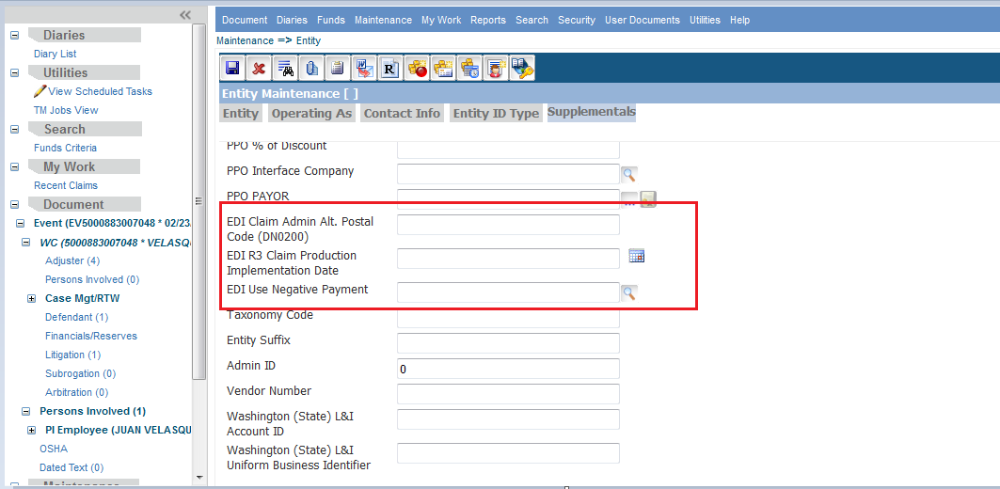 Document Diaries Funds Maintenance My Work Reports Search Security User Documents Utilities Help
Maintenance => Entity
Diaries
Diary List
Utilities
View Scheduled Tasks
TM Jobs View
Search
Funds Criteria
My Work
Recent Claims
Document
Event (EV5000883007048 * 02/23/
WC (5000883007048 * VELASQU
Adjuster (4)
Persons Involved (0)
Case Mgt/RTW
Defendant (1)
Financials/Reserves
Litigation (1)
Subrogation (0)
Arbitration (0)
Persons Involved (1)
PI Employee (JUAN VELASQU
OSHA
Dated Text (0)
Maintenance
Entity Maintenance [ ]
Entity Operating As Contact Info Entity ID Type Supplementals
PPO % of Discount
PPO Interface Company
PPO PAYOR
...
EDI Claim Admin Alt. Postal
Code (DN0200)
EDI R3 Claim Production
Implementation Date
EDI Use Negative Payment
Taxonomy Code
Entity Suffix
Admin ID
0
Vendor Number
Washington (State) L&I
Account ID
Washington (State) L&I
Uniform Business Identifier